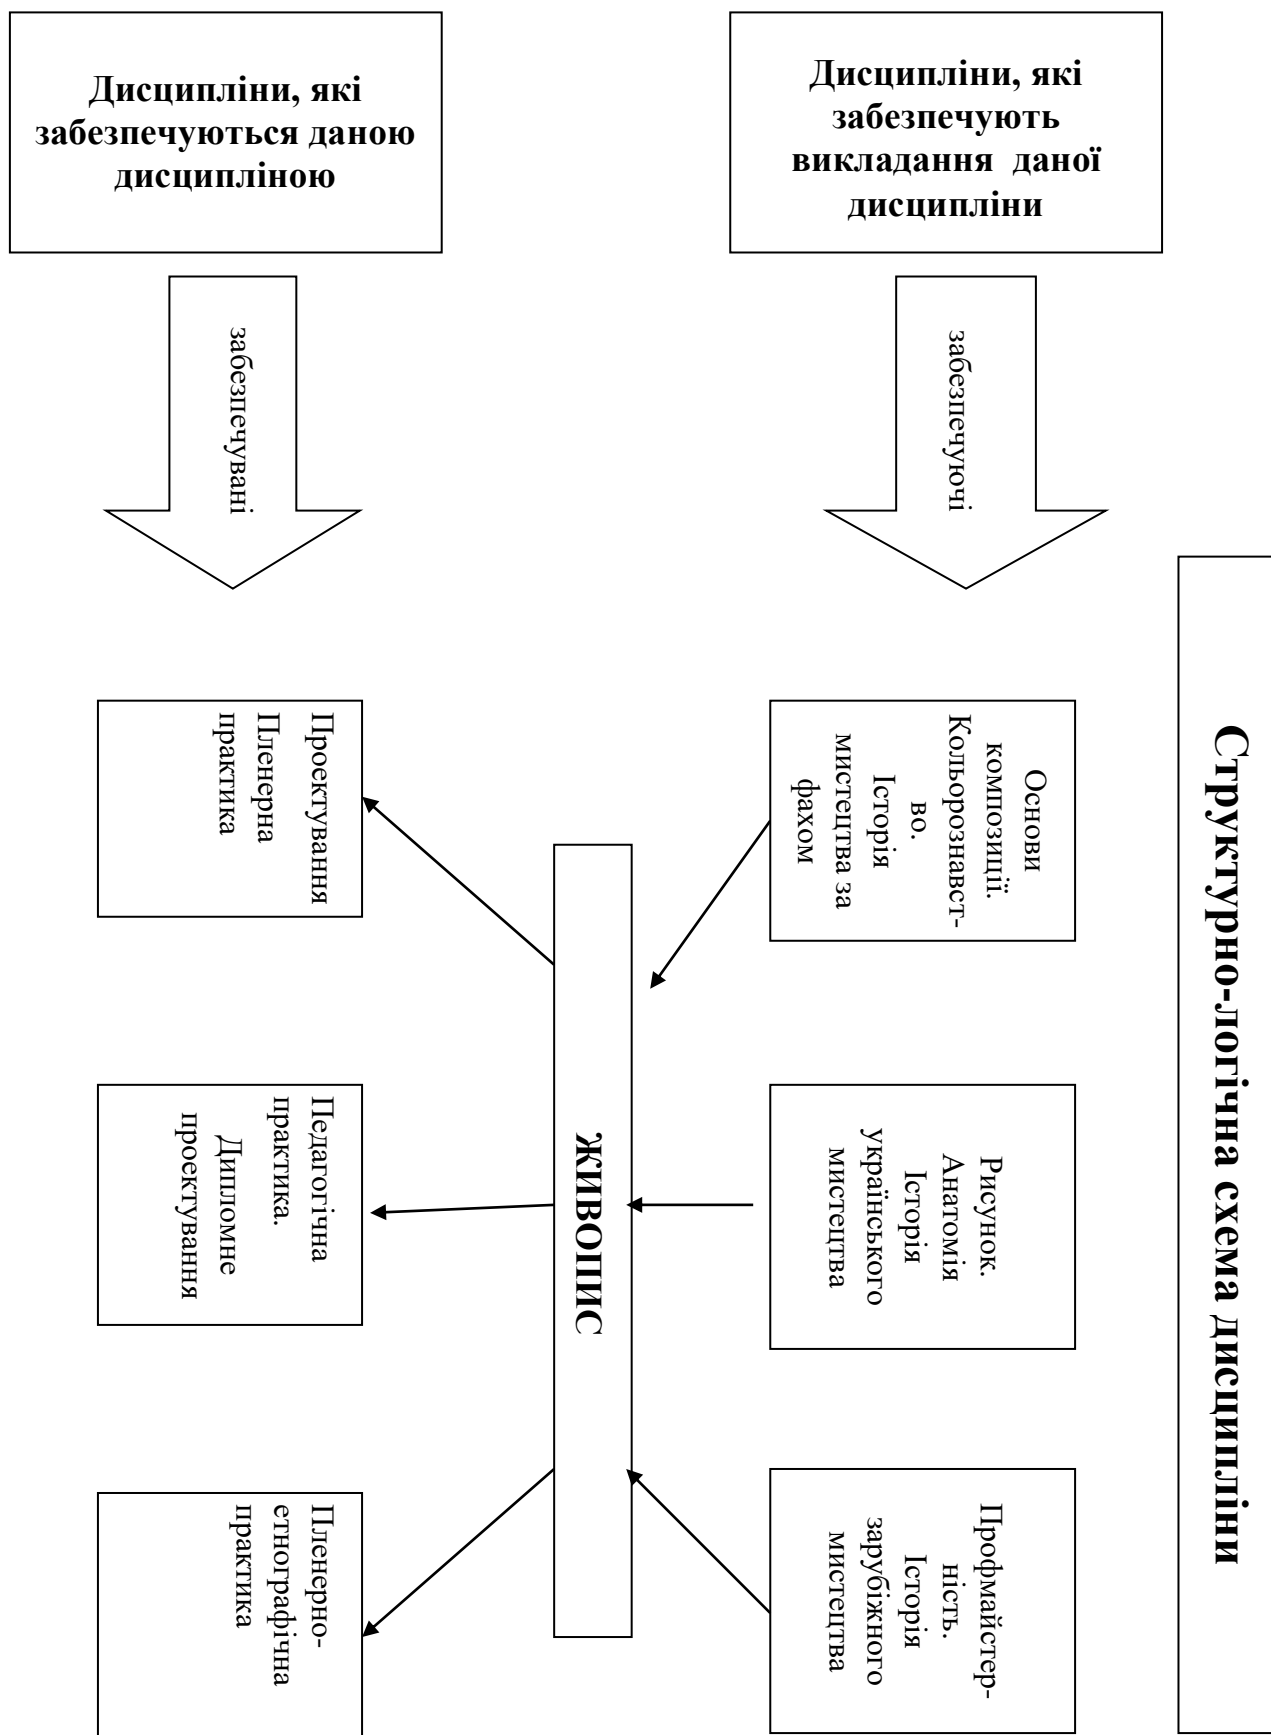 Структурно-логічна схема дисципліни
Дисципліни, які
забезпечують
викладання даної
дисципліни
забезпечуючі
Основи
композиції.
Кольорознавст-
во.
Історія
мистецтва за
фахом
Рисунок.
Анатомія
Історія
українського
мистецтва
Профмайстер-
ність.
Історія
зарубіжного
мистецтва
ЖИВОПИС
Дисципліни, які
забезпечуються даною
дисципліною
забезпечувані
Проектування
Пленерна
практика
Педагогічна
практика.
Дипломне
проектування
Пленерно-
етнографічна
практика